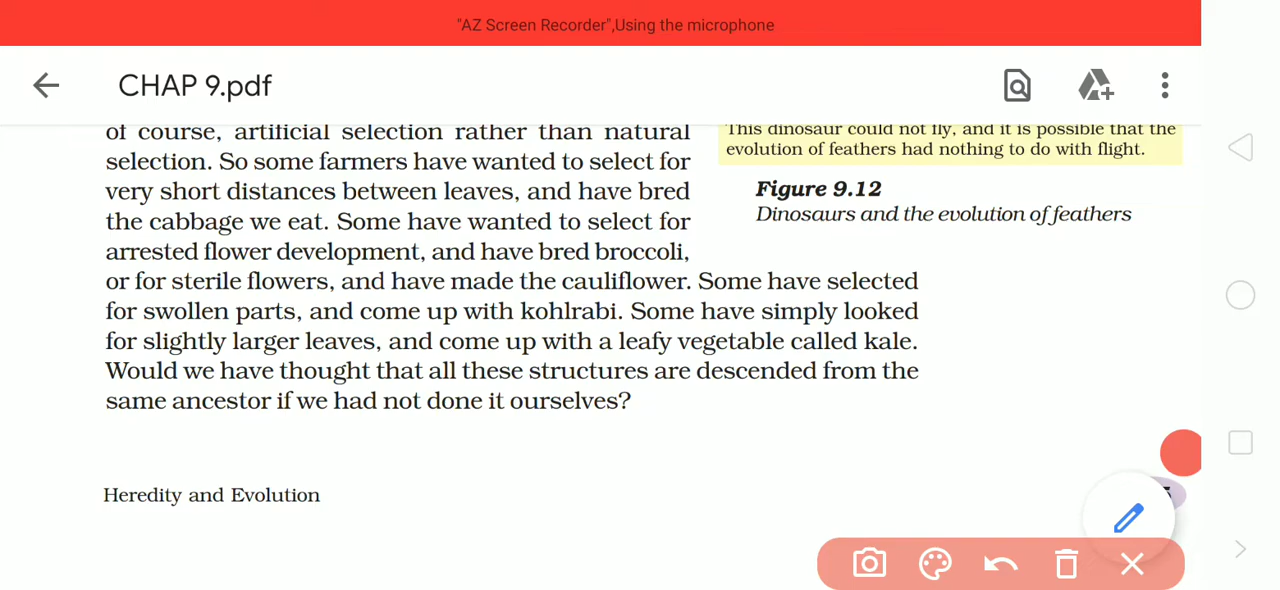 "AZ Screen Recorder",Using the microphone
CHAP 9.pdf
of course, artificial selection rather than natural
selection. So some farmers have wanted to select for
very short distances between leaves, and have bred
the cabbage we eat. Some have wanted to select for
arrested flower development, and have bred broccoli,
or for sterile flowers, and have made the cauliflower. Some have selected
for swollen parts, and come up with kohlrabi. Some have simply looked
for slightly larger leaves, and come up with a leafy vegetable called kale.
Would we have thought that all these structures are descended from the
same ancestor if we had not done it ourselves?
This dinosaur could not fly, and it is possible that the
evolution of feathers had nothing to do with flight.
Figure 9.12
Dinosaurs and the evolution of feathers
Heredity and Evolution